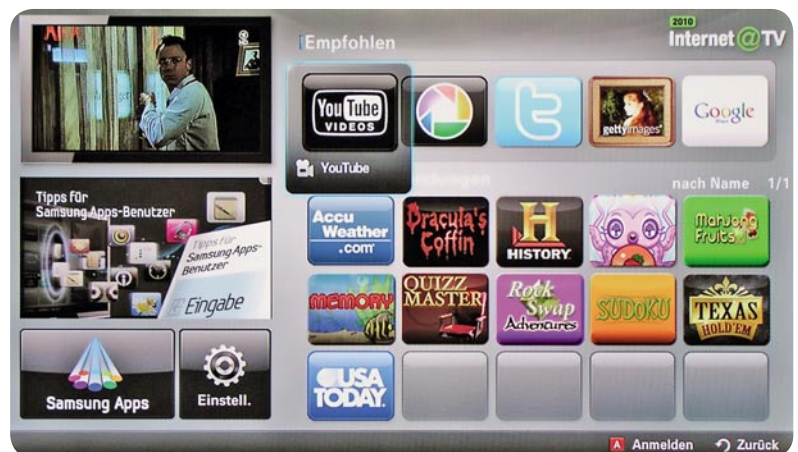 Empfohlen
2010
Internet@TV
You Tube
VIDEOS
YouTube
gettyimages
Google
nach Name 1/1
Tipps für
Samsung Apps-Benutzer
Tipps für
Samsung Apps-
Benutzer
Eingabe
Accu
Weather
.com
Dracula's
Coffin
H
HISTORY
Mahjong
Fruits
MEMORY
QUIZZ
MASTER
Rock
Swap
Adventures
SUDOKU
TEXAS
HOLD'EM
USA
TODAY
Samsung Apps
Einstell.
A Anmelden
Zurück